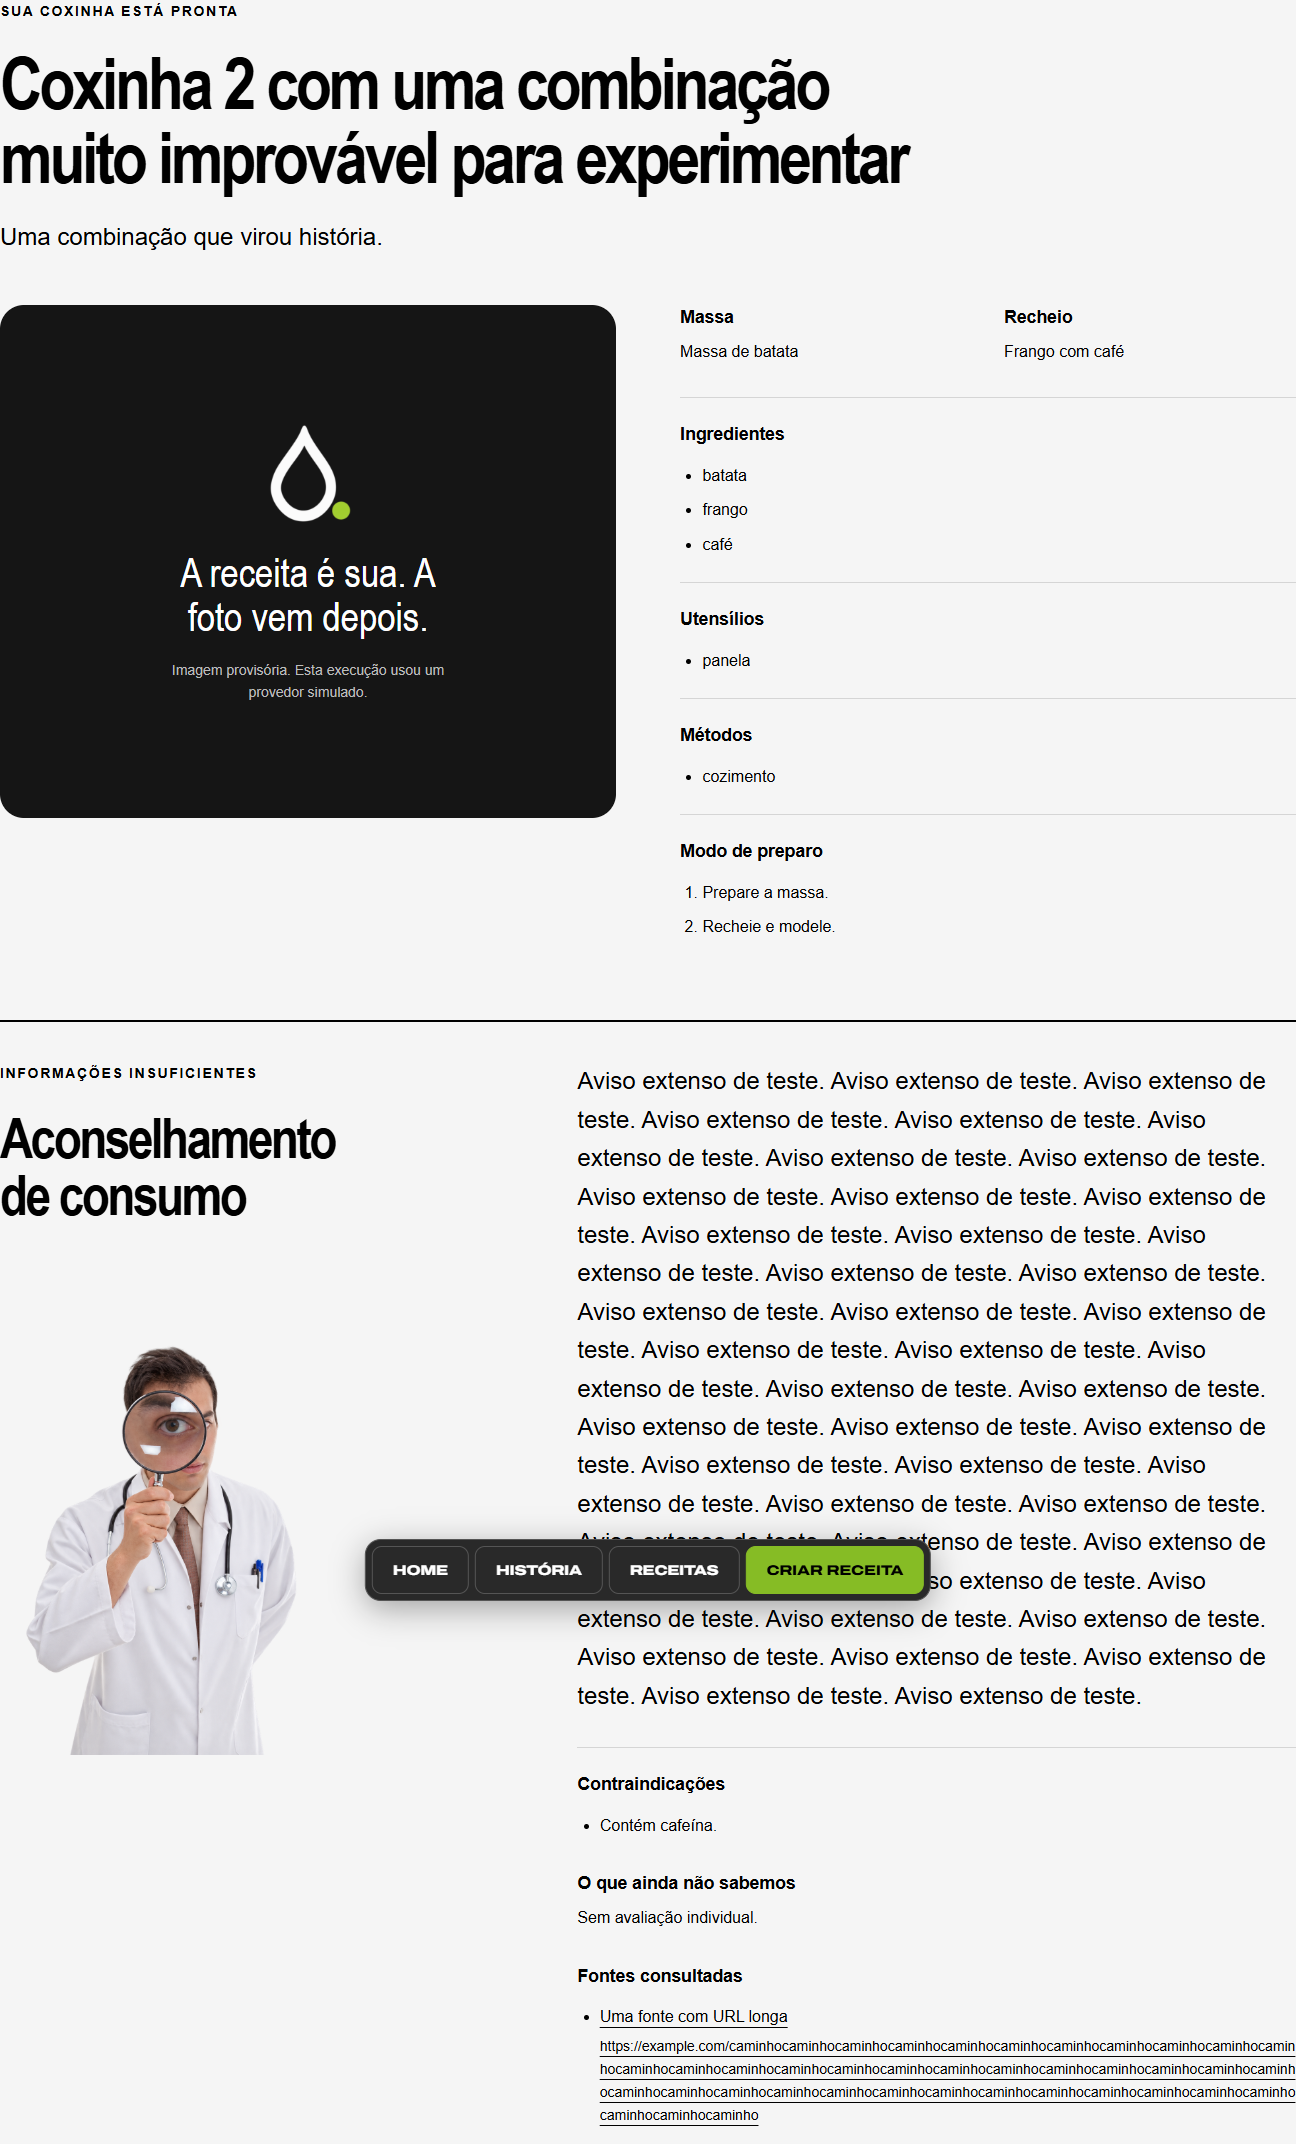 SUA COXINHA ESTÁ PRONTA
Coxinha 2 com uma combinação
muito improvável para experimentar
Uma combinação que virou história.
A receita é sua. A
foto vem depois.
Imagem provisória. Esta execução usou um
provedor simulado.
Massa
Massa de batata
Recheio
Frango com café
Ingredientes
• batata
• frango
• café
Utensílios
• panela
Métodos
• cozimento
Modo de preparo
1. Prepare a massa.
2. Recheie e modele.
INFORMAÇÕES INSUFICIENTES
Aconselhamento
de consumo
Aviso extenso de teste. Aviso extenso de teste. Aviso extenso de
teste. Aviso extenso de teste. Aviso extenso de teste. Aviso
extenso de teste. Aviso extenso de teste. Aviso extenso de teste.
Aviso extenso de teste. Aviso extenso de teste. Aviso extenso de
teste. Aviso extenso de teste. Aviso extenso de teste. Aviso
extenso de teste. Aviso extenso de teste. Aviso extenso de teste.
Aviso extenso de teste. Aviso extenso de teste. Aviso extenso de
teste. Aviso extenso de teste. Aviso extenso de teste. Aviso
extenso de teste. Aviso extenso de teste. Aviso extenso de teste.
Aviso extenso de teste. Aviso extenso de teste. Aviso extenso de
teste. Aviso extenso de teste. Aviso extenso de teste. Aviso
extenso de teste. Aviso extenso de teste. Aviso extenso de teste.
Aviso extenso de teste. Aviso extenso de teste. Aviso extenso de
HOME
HISTÓRIA
RECEITAS
CRIAR RECEITA
so extenso de teste. Aviso
extenso de teste. Aviso extenso de teste. Aviso extenso de teste.
Aviso extenso de teste. Aviso extenso de teste. Aviso extenso de
teste. Aviso extenso de teste. Aviso extenso de teste.
Contraindicações
• Contém cafeína.
O que ainda não sabemos
Sem avaliação individual.
Fontes consultadas
• Uma fonte com URL longa
https://example.com/caminhocaminhocaminhocaminhocaminhocaminhocaminhocaminhocaminhocaminhocamin
hocaminhocaminhocaminhocaminhocaminhocaminhocaminhocaminhocaminhocaminhocaminhocaminhocaminh
ocaminhocaminhocaminhocaminhocaminhocaminhocaminhocaminhocaminhocaminhocaminhocaminhocaminho
caminhocaminhocaminho